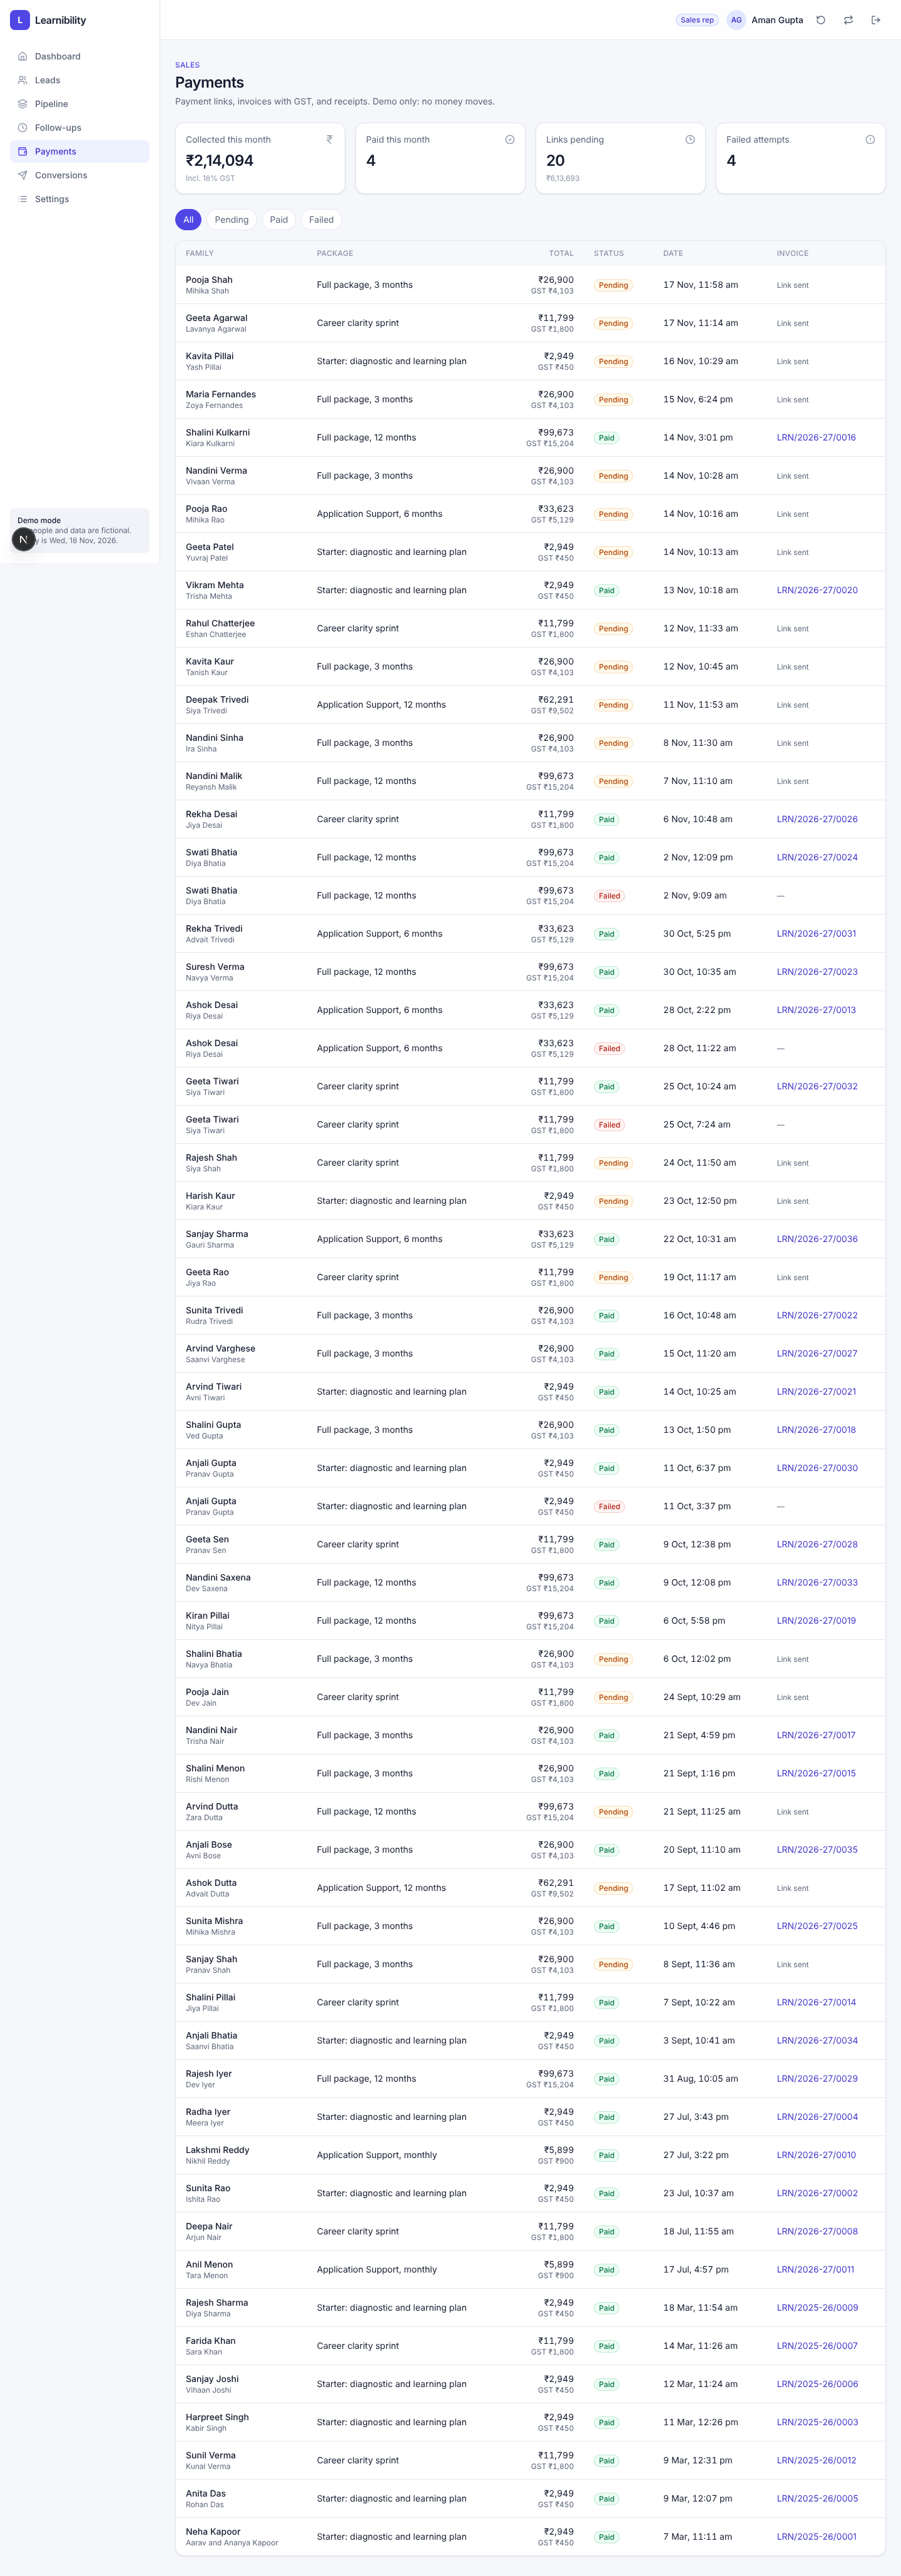 L Learnibility
Sales rep AG Aman Gupta
Dashboard
Leads
Pipeline
Follow-ups
Payments
Conversions
Settings
Demo mode
people and data are fictional.
is Wed, 18 Nov, 2026.
N
SALES
Payments
Payment links, invoices with GST, and receipts. Demo only: no money moves.
Collected this month ₹
₹2,14,094
Incl. 18% GST
Paid this month
4
Links pending
20
₹6,13,693
Failed attempts
4
All Pending Paid Failed
FAMILY PACKAGE TOTAL STATUS DATE INVOICE
Pooja Shah Full package, 3 months ₹26,900 Pending 17 Nov, 11:58 am Link sent
Mihika Shah GST ₹4,103
Geeta Agarwal Career clarity sprint ₹11,799 Pending 17 Nov, 11:14 am Link sent
Lavanya Agarwal GST ₹1,800
Kavita Pillai Starter: diagnostic and learning plan ₹2,949 Pending 16 Nov, 10:29 am Link sent
Yash Pillai GST ₹450
Maria Fernandes Full package, 3 months ₹26,900 Pending 15 Nov, 6:24 pm Link sent
Zoya Fernandes GST ₹4,103
Shalini Kulkarni Full package, 12 months ₹99,673 Paid 14 Nov, 3:01 pm LRN/2026-27/0016
Kiara Kulkarni GST ₹15,204
Nandini Verma Full package, 3 months ₹26,900 Pending 14 Nov, 10:28 am Link sent
Vivaan Verma GST ₹4,103
Pooja Rao Application Support, 6 months ₹33,623 Pending 14 Nov, 10:16 am Link sent
Mihika Rao GST ₹5,129
Geeta Patel Starter: diagnostic and learning plan ₹2,949 Pending 14 Nov, 10:13 am Link sent
Yuvraj Patel GST ₹450
Vikram Mehta Starter: diagnostic and learning plan ₹2,949 Paid 13 Nov, 10:18 am LRN/2026-27/0020
Trisha Mehta GST ₹450
Rahul Chatterjee Career clarity sprint ₹11,799 Pending 12 Nov, 11:33 am Link sent
Eshan Chatterjee GST ₹1,800
Kavita Kaur Full package, 3 months ₹26,900 Pending 12 Nov, 10:45 am Link sent
Tanish Kaur GST ₹4,103
Deepak Trivedi Application Support, 12 months ₹62,291 Pending 11 Nov, 11:53 am Link sent
Siya Trivedi GST ₹9,502
Nandini Sinha Full package, 3 months ₹26,900 Pending 8 Nov, 11:30 am Link sent
Ira Sinha GST ₹4,103
Nandini Malik Full package, 12 months ₹99,673 Pending 7 Nov, 11:10 am Link sent
Reyansh Malik GST ₹15,204
Rekha Desai Career clarity sprint ₹11,799 Paid 6 Nov, 10:48 am LRN/2026-27/0026
Jiya Desai GST ₹1,800
Swati Bhatia Full package, 12 months ₹99,673 Paid 2 Nov, 12:09 pm LRN/2026-27/0024
Diya Bhatia GST ₹15,204
Swati Bhatia Full package, 12 months ₹99,673 Failed 2 Nov, 9:09 am —
Diya Bhatia GST ₹15,204
Rekha Trivedi Application Support, 6 months ₹33,623 Paid 30 Oct, 5:25 pm LRN/2026-27/0031
Advait Trivedi GST ₹5,129
Suresh Verma Full package, 12 months ₹99,673 Paid 30 Oct, 10:35 am LRN/2026-27/0023
Navya Verma GST ₹15,204
Ashok Desai Application Support, 6 months ₹33,623 Paid 28 Oct, 2:22 pm LRN/2026-27/0013
Riya Desai GST ₹5,129
Ashok Desai Application Support, 6 months ₹33,623 Failed 28 Oct, 11:22 am —
Riya Desai GST ₹5,129
Geeta Tiwari Career clarity sprint ₹11,799 Paid 25 Oct, 10:24 am LRN/2026-27/0032
Siya Tiwari GST ₹1,800
Geeta Tiwari Career clarity sprint ₹11,799 Failed 25 Oct, 7:24 am —
Siya Tiwari GST ₹1,800
Rajesh Shah Career clarity sprint ₹11,799 Pending 24 Oct, 11:50 am Link sent
Siya Shah GST ₹1,800
Harish Kaur Starter: diagnostic and learning plan ₹2,949 Pending 23 Oct, 12:50 pm Link sent
Kiara Kaur GST ₹450
Sanjay Sharma Application Support, 6 months ₹33,623 Paid 22 Oct, 10:31 am LRN/2026-27/0036
Gauri Sharma GST ₹5,129
Geeta Rao Career clarity sprint ₹11,799 Pending 19 Oct, 11:17 am Link sent
Jiya Rao GST ₹1,800
Sunita Trivedi Full package, 3 months ₹26,900 Paid 16 Oct, 10:48 am LRN/2026-27/0022
Rudra Trivedi GST ₹4,103
Arvind Varghese Full package, 3 months ₹26,900 Paid 15 Oct, 11:20 am LRN/2026-27/0027
Saanvi Varghese GST ₹4,103
Arvind Tiwari Starter: diagnostic and learning plan ₹2,949 Paid 14 Oct, 10:25 am LRN/2026-27/0021
Avni Tiwari GST ₹450
Shalini Gupta Full package, 3 months ₹26,900 Paid 13 Oct, 1:50 pm LRN/2026-27/0018
Ved Gupta GST ₹4,103
Anjali Gupta Starter: diagnostic and learning plan ₹2,949 Paid 11 Oct, 6:37 pm LRN/2026-27/0030
Pranav Gupta GST ₹450
Anjali Gupta Starter: diagnostic and learning plan ₹2,949 Failed 11 Oct, 3:37 pm —
Pranav Gupta GST ₹450
Geeta Sen Career clarity sprint ₹11,799 Paid 9 Oct, 12:38 pm LRN/2026-27/0028
Pranav Sen GST ₹1,800
Nandini Saxena Full package, 12 months ₹99,673 Paid 9 Oct, 12:08 pm LRN/2026-27/0033
Dev Saxena GST ₹15,204
Kiran Pillai Full package, 12 months ₹99,673 Paid 6 Oct, 5:58 pm LRN/2026-27/0019
Nitya Pillai GST ₹15,204
Shalini Bhatia Full package, 3 months ₹26,900 Pending 6 Oct, 12:02 pm Link sent
Navya Bhatia GST ₹4,103
Pooja Jain Career clarity sprint ₹11,799 Pending 24 Sept, 10:29 am Link sent
Dev Jain GST ₹1,800
Nandini Nair Full package, 3 months ₹26,900 Paid 21 Sept, 4:59 pm LRN/2026-27/0017
Trisha Nair GST ₹4,103
Shalini Menon Full package, 3 months ₹26,900 Paid 21 Sept, 1:16 pm LRN/2026-27/0015
Rishi Menon GST ₹4,103
Arvind Dutta Full package, 12 months ₹99,673 Pending 21 Sept, 11:25 am Link sent
Zara Dutta GST ₹15,204
Anjali Bose Full package, 3 months ₹26,900 Paid 20 Sept, 11:10 am LRN/2026-27/0035
Avni Bose GST ₹4,103
Ashok Dutta Application Support, 12 months ₹62,291 Pending 17 Sept, 11:02 am Link sent
Advait Dutta GST ₹9,502
Sunita Mishra Full package, 3 months ₹26,900 Paid 10 Sept, 4:46 pm LRN/2026-27/0025
Mihika Mishra GST ₹4,103
Sanjay Shah Full package, 3 months ₹26,900 Pending 8 Sept, 11:36 am Link sent
Pranav Shah GST ₹4,103
Shalini Pillai Career clarity sprint ₹11,799 Paid 7 Sept, 10:22 am LRN/2026-27/0014
Jiya Pillai GST ₹1,800
Anjali Bhatia Starter: diagnostic and learning plan ₹2,949 Paid 3 Sept, 10:41 am LRN/2026-27/0034
Saanvi Bhatia GST ₹450
Rajesh Iyer Full package, 12 months ₹99,673 Paid 31 Aug, 10:05 am LRN/2026-27/0029
Dev Iyer GST ₹15,204
Radha Iyer Starter: diagnostic and learning plan ₹2,949 Paid 27 Jul, 3:43 pm LRN/2026-27/0004
Meera Iyer GST ₹450
Lakshmi Reddy Application Support, monthly ₹5,899 Paid 27 Jul, 3:22 pm LRN/2026-27/0010
Nikhil Reddy GST ₹900
Sunita Rao Starter: diagnostic and learning plan ₹2,949 Paid 23 Jul, 10:37 am LRN/2026-27/0002
Ishita Rao GST ₹450
Deepa Nair Career clarity sprint ₹11,799 Paid 18 Jul, 11:55 am LRN/2026-27/0008
Arjun Nair GST ₹1,800
Anil Menon Application Support, monthly ₹5,899 Paid 17 Jul, 4:57 pm LRN/2026-27/0011
Tara Menon GST ₹900
Rajesh Sharma Starter: diagnostic and learning plan ₹2,949 Paid 18 Mar, 11:54 am LRN/2025-26/0009
Diya Sharma GST ₹450
Farida Khan Career clarity sprint ₹11,799 Paid 14 Mar, 11:26 am LRN/2025-26/0007
Sara Khan GST ₹1,800
Sanjay Joshi Starter: diagnostic and learning plan ₹2,949 Paid 12 Mar, 11:24 am LRN/2025-26/0006
Vihaan Joshi GST ₹450
Harpreet Singh Starter: diagnostic and learning plan ₹2,949 Paid 11 Mar, 12:26 pm LRN/2025-26/0003
Kabir Singh GST ₹450
Sunil Verma Career clarity sprint ₹11,799 Paid 9 Mar, 12:31 pm LRN/2025-26/0012
Kunal Verma GST ₹1,800
Anita Das Starter: diagnostic and learning plan ₹2,949 Paid 9 Mar, 12:07 pm LRN/2025-26/0005
Rohan Das GST ₹450
Neha Kapoor Starter: diagnostic and learning plan ₹2,949 Paid 7 Mar, 11:11 am LRN/2025-26/0001
Aarav and Ananya Kapoor GST ₹450